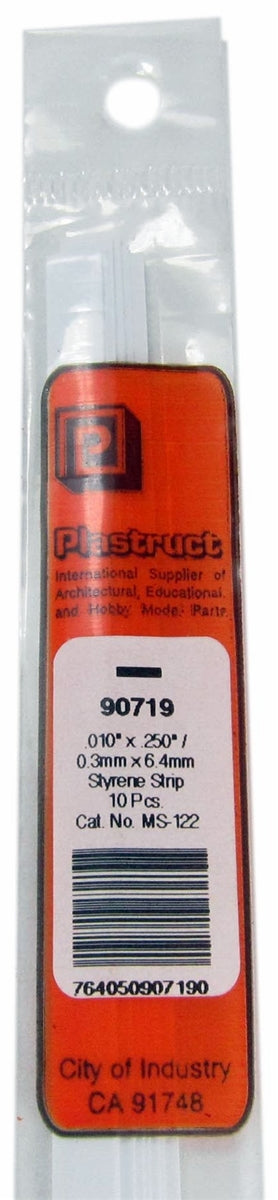 P
Plastruct
International Supplier of
Architectural, Educational
and Hobby Model Parts
90719
.010" x .250" /
0.3mm x 6.4mm
Styrene Strip
10 Pcs.
Cat. No. MS-122
764050907190
City of Industry
CA 91748